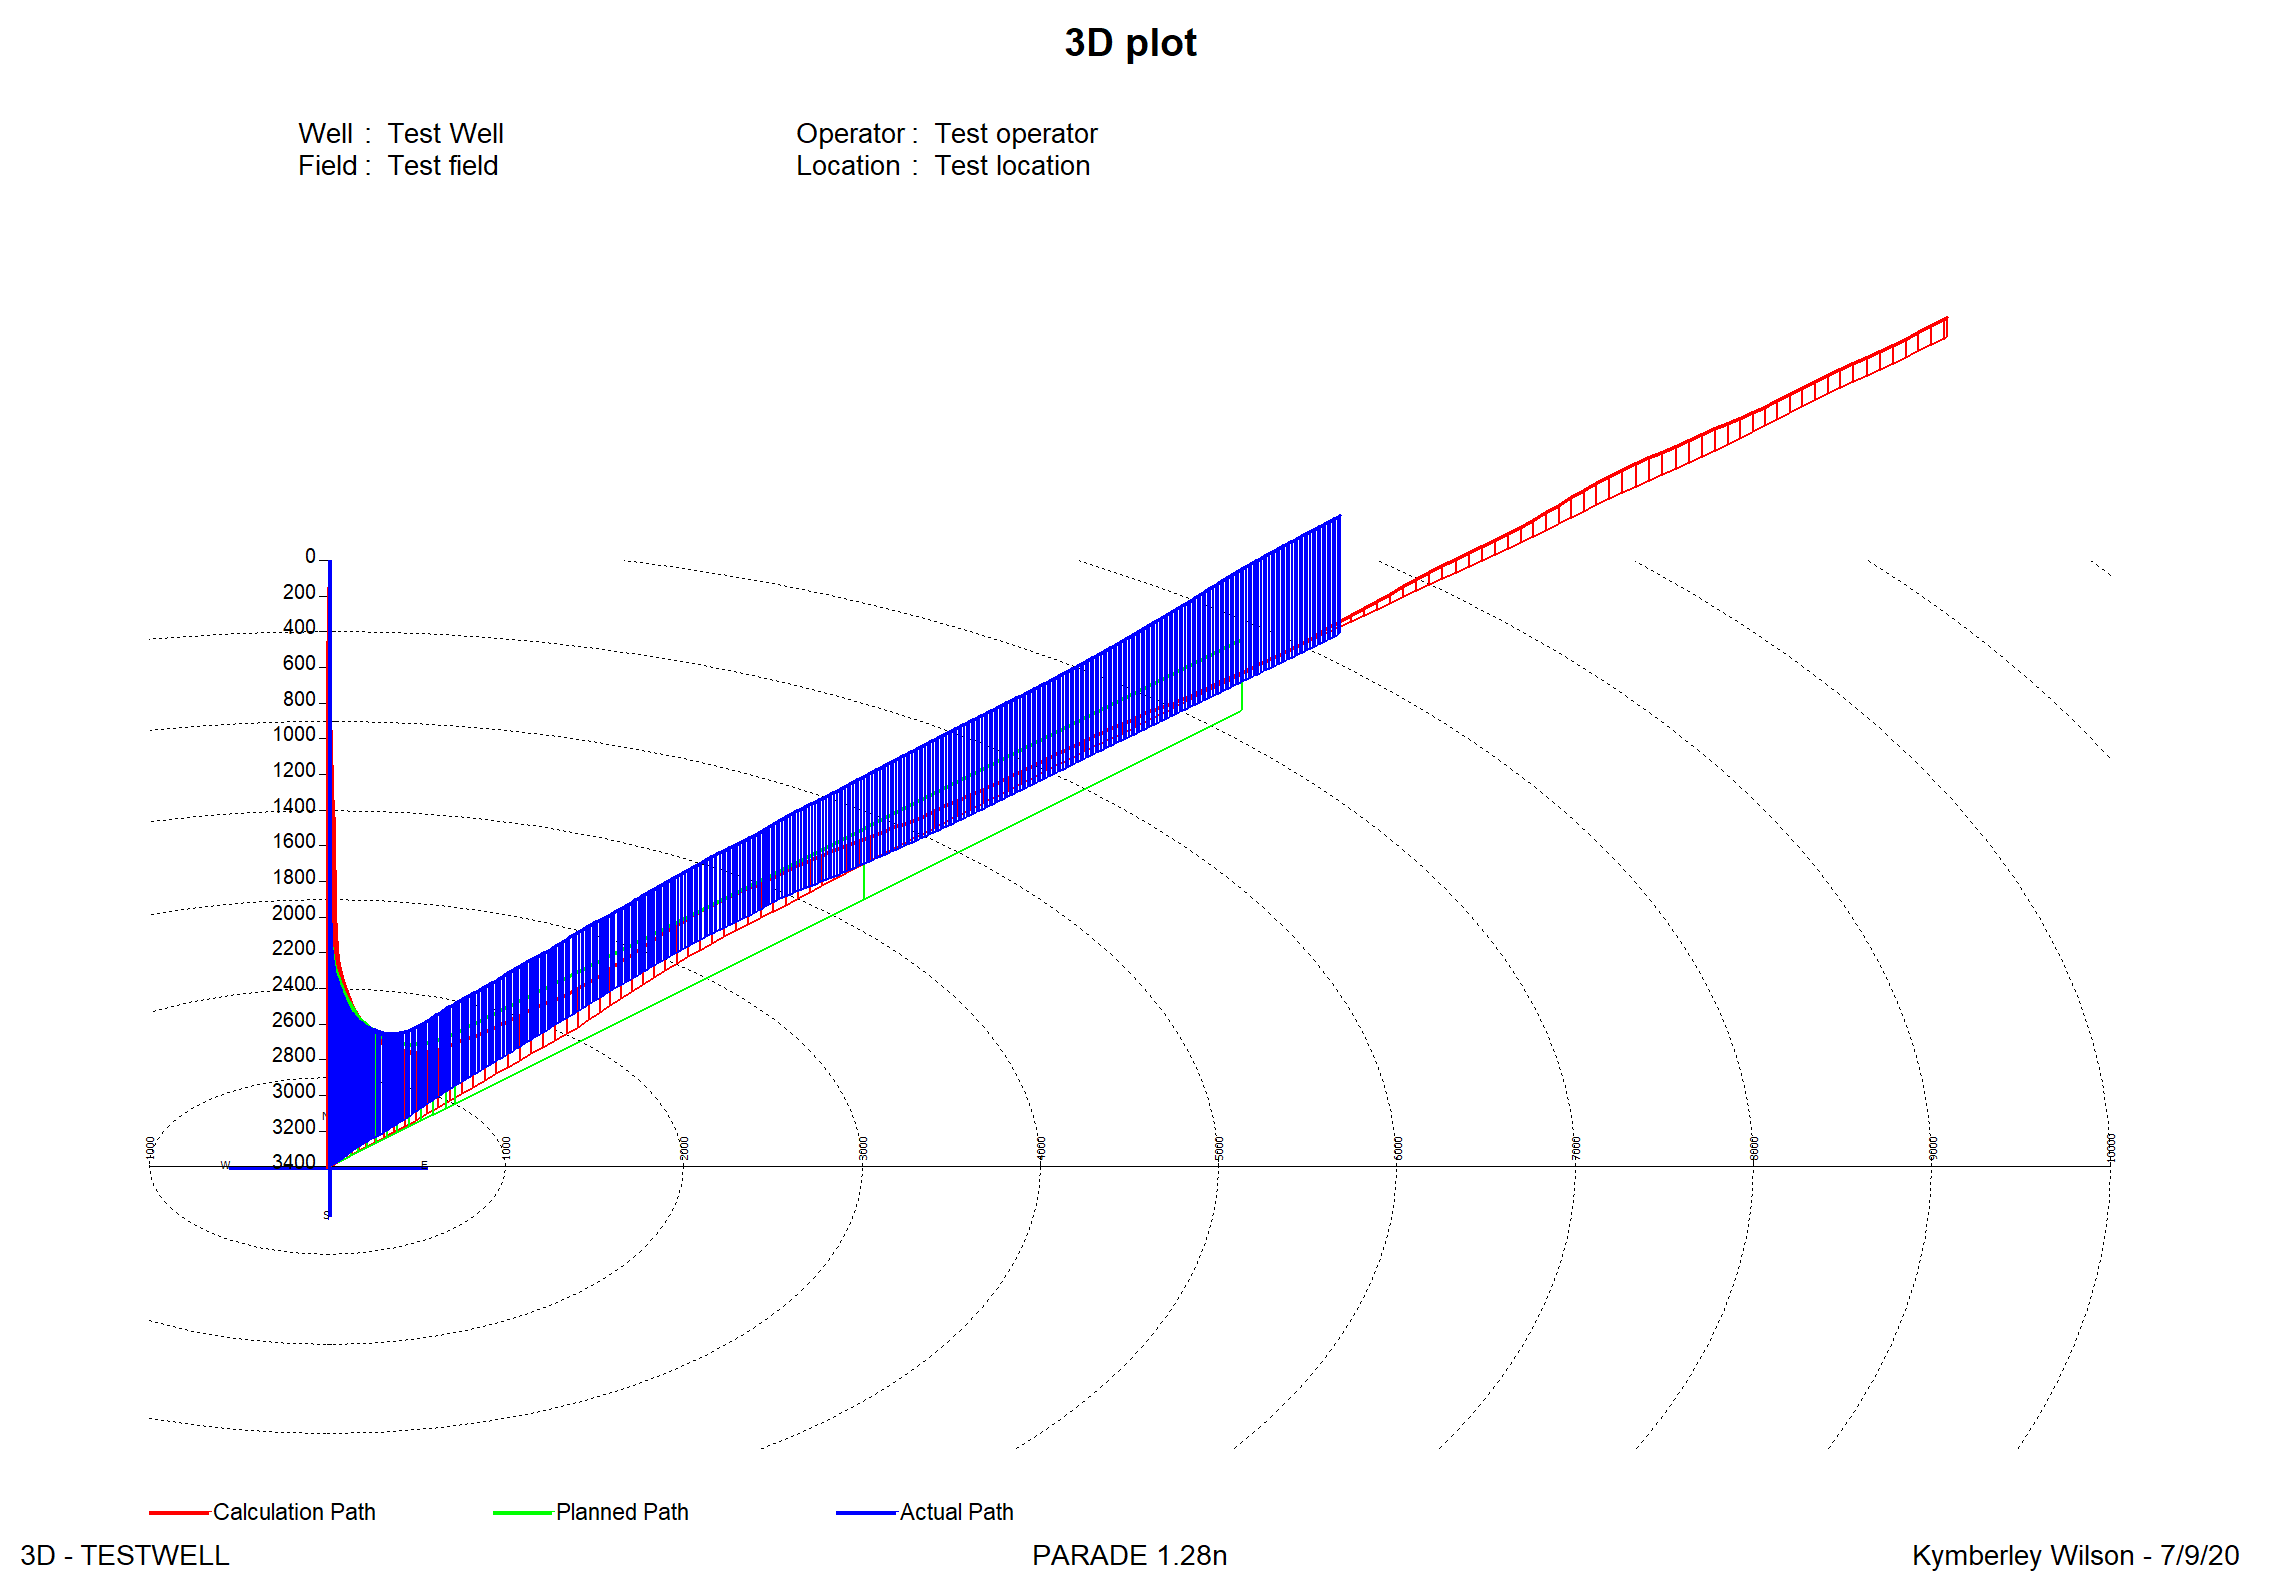 3D plot
Well : Test Well Operator : Test operator
Field : Test field Location : Test location
0
200
400
600
800
1000
1200
1400
1600
1800
2000
2200
2400
2600
2800
3000
N
3200
1000 1000 2000 3000 4000 5000 6000 7000 8000 9000 10000
W 3400 E
S
Calculation Path Planned Path Actual Path
3D - TESTWELL PARADE 1.28n Kymberley Wilson - 7/9/20